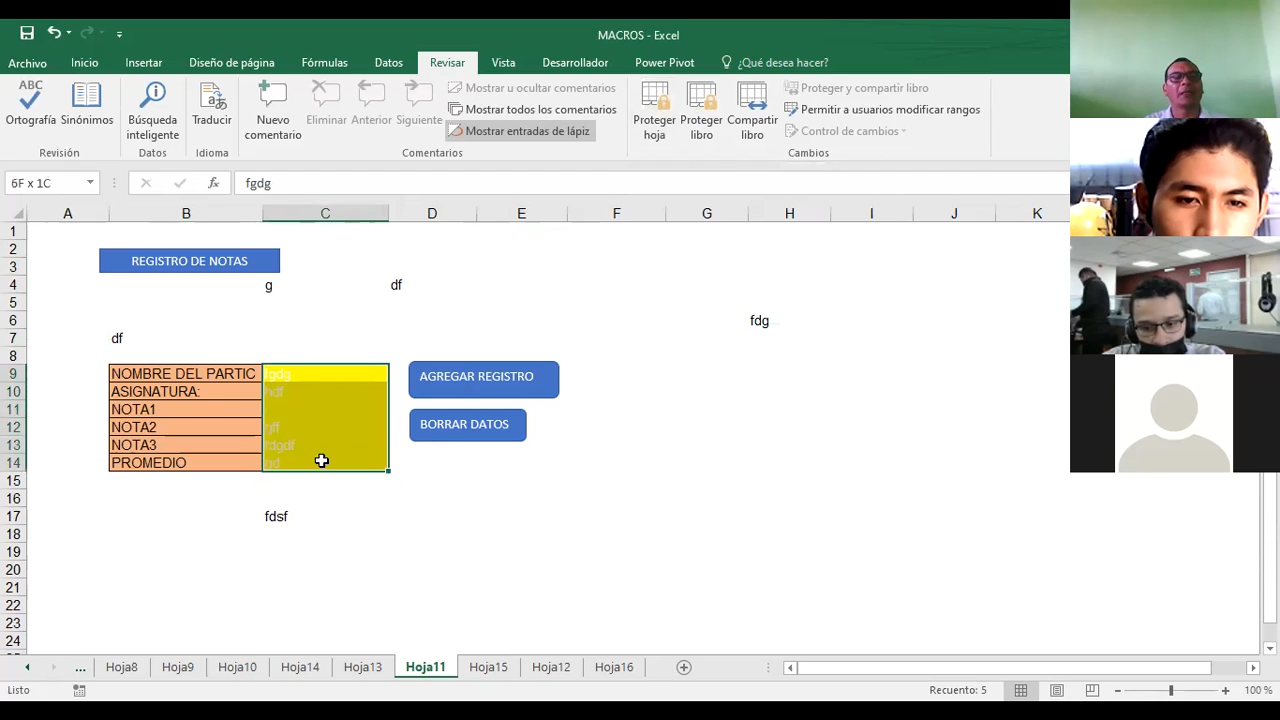 MACROS - Excel
Archivo Inicio Insertar Diseño de página Fórmulas Datos Revisar Vista Desarrollador Power Pivot ¿Qué desea hacer?
ABC
Ortografía Sinónimos
Revisión
Búsqueda inteligente
Datos
Traducir
Idioma
Nuevo comentario Eliminar Anterior Siguiente
Mostrar u ocultar comentarios
Mostrar todos los comentarios
Mostrar entradas de lápiz
Comentarios
Proteger hoja Proteger libro Compartir libro
Proteger y compartir libro
Permitir a usuarios modificar rangos
Control de cambios
Cambios
6F x 1C fx fgdg
A B C D E F G H I J K
1
2
REGISTRO DE NOTAS
3
4 g df
5
6 fdg
7 df
8
9 NOMBRE DEL PARTIC fgdg AGREGAR REGISTRO
10 ASIGNATURA: hdf
11 NOTA1
12 NOTA2 BORRAR DATOS
13 NOTA3
14 PROMEDIO
15
16
17 fdsf
18
19
20
21
22
23
24
... Hoja8 Hoja9 Hoja10 Hoja14 Hoja13 Hoja11 Hoja15 Hoja12 Hoja16
Listo Recuento: 5 100 %